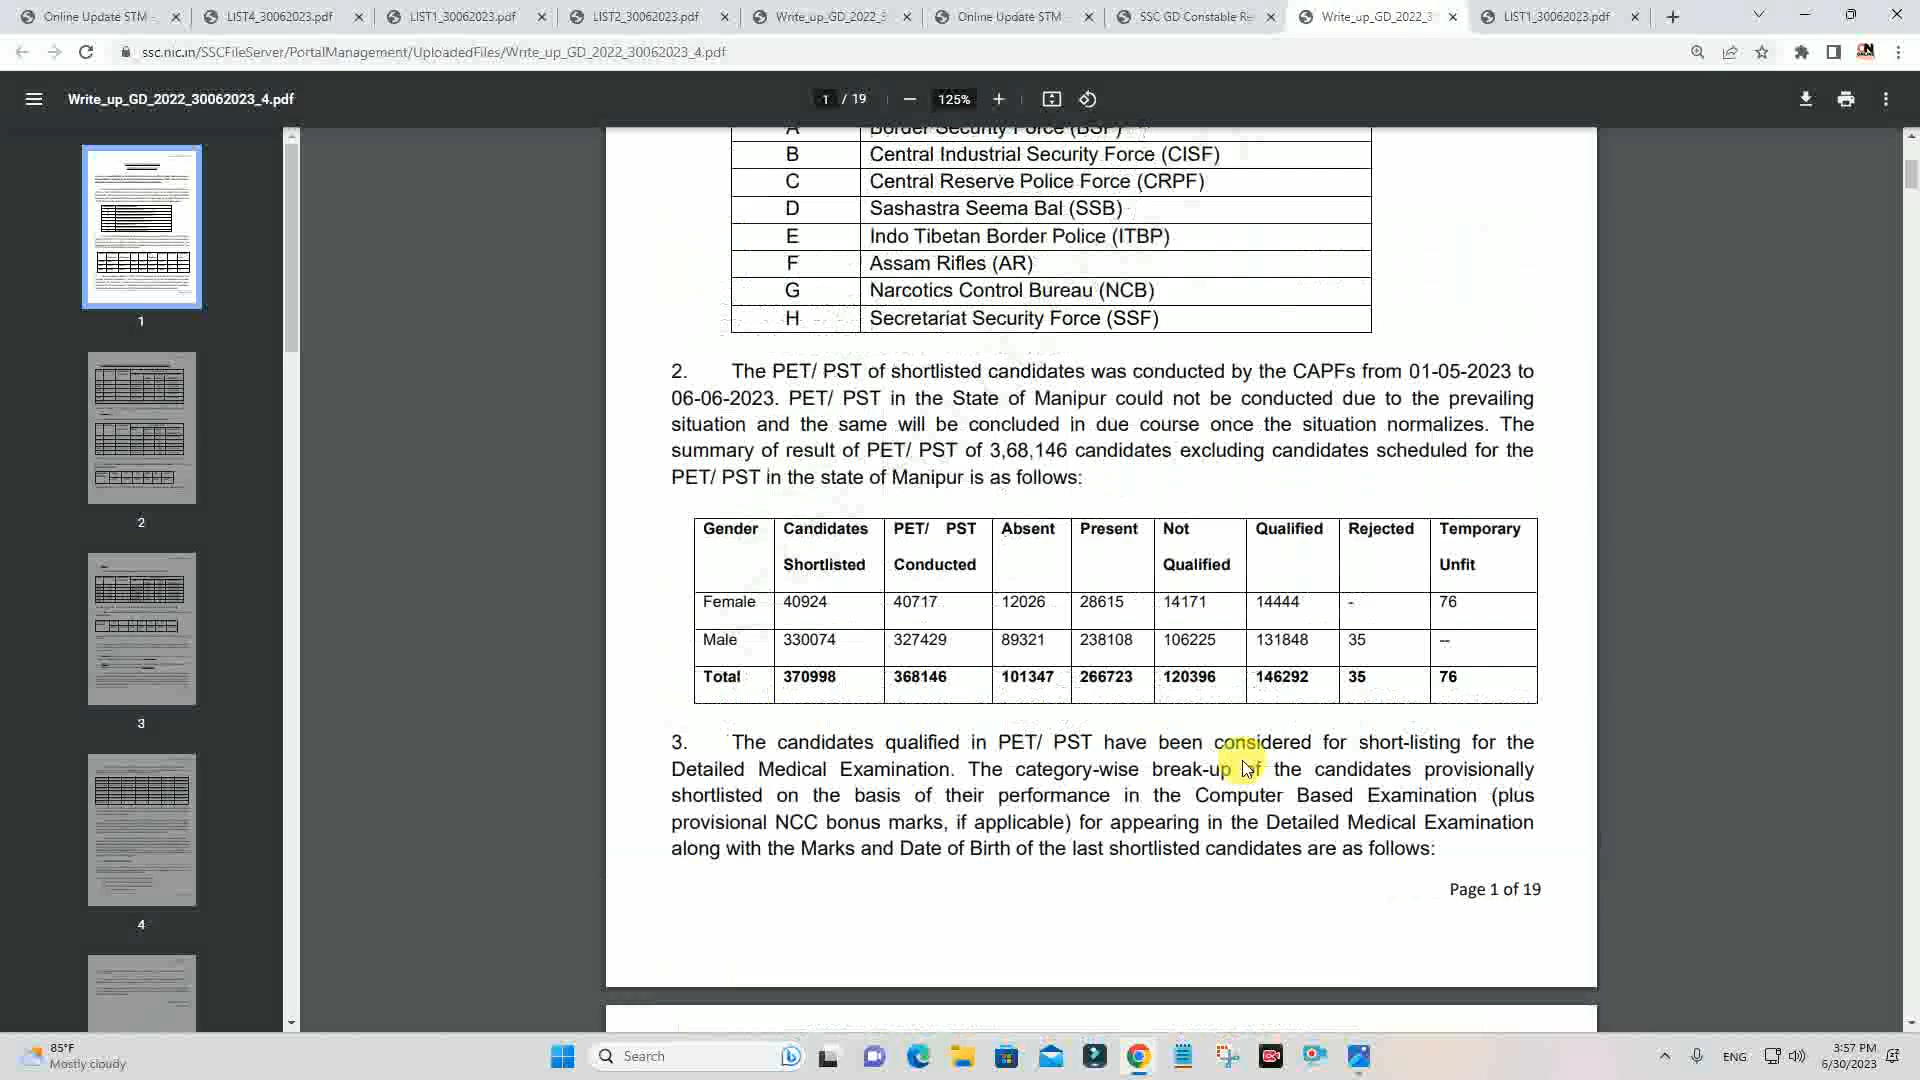 Online Update STM -
LIST4_30062023.pdf
LIST1_30062023.pdf
LIST2_30062023.pdf
Write_up_GD_2022_3
Online Update STM -
SSC GD Constable Re
Write_up_GD_2022_3
LIST1_30062023.pdf
ssc.nic.in/SSCFileServer/PortalManagement/UploadedFiles/Write_up_GD_2022_30062023_4.pdf
Write_up_GD_2022_30062023_4.pdf
1 / 19
125%
A Border Security Force (BSF)
B Central Industrial Security Force (CISF)
C Central Reserve Police Force (CRPF)
D Sashastra Seema Bal (SSB)
E Indo Tibetan Border Police (ITBP)
F Assam Rifles (AR)
G Narcotics Control Bureau (NCB)
H Secretariat Security Force (SSF)
2. The PET/ PST of shortlisted candidates was conducted by the CAPFs from 01-05-2023 to
06-06-2023. PET/ PST in the State of Manipur could not be conducted due to the prevailing
situation and the same will be concluded in due course once the situation normalizes. The
summary of result of PET/ PST of 3,68,146 candidates excluding candidates scheduled for the
PET/ PST in the state of Manipur is as follows:
Gender Candidates PET/ PST Absent Present Not Qualified Rejected Temporary
Shortlisted Conducted Qualified Unfit
Female 40924 40717 12026 28615 14171 14444 - 76
Male 330074 327429 89321 238108 106225 131848 35 --
Total 370998 368146 101347 266723 120396 146292 35 76
3. The candidates qualified in PET/ PST have been considered for short-listing for the
Detailed Medical Examination. The category-wise break-up of the candidates provisionally
shortlisted on the basis of their performance in the Computer Based Examination (plus
provisional NCC bonus marks, if applicable) for appearing in the Detailed Medical Examination
along with the Marks and Date of Birth of the last shortlisted candidates are as follows:
Page 1 of 19
1
2
3
4
85°F
Mostly cloudy
Search
ENG
3:57 PM
6/30/2023